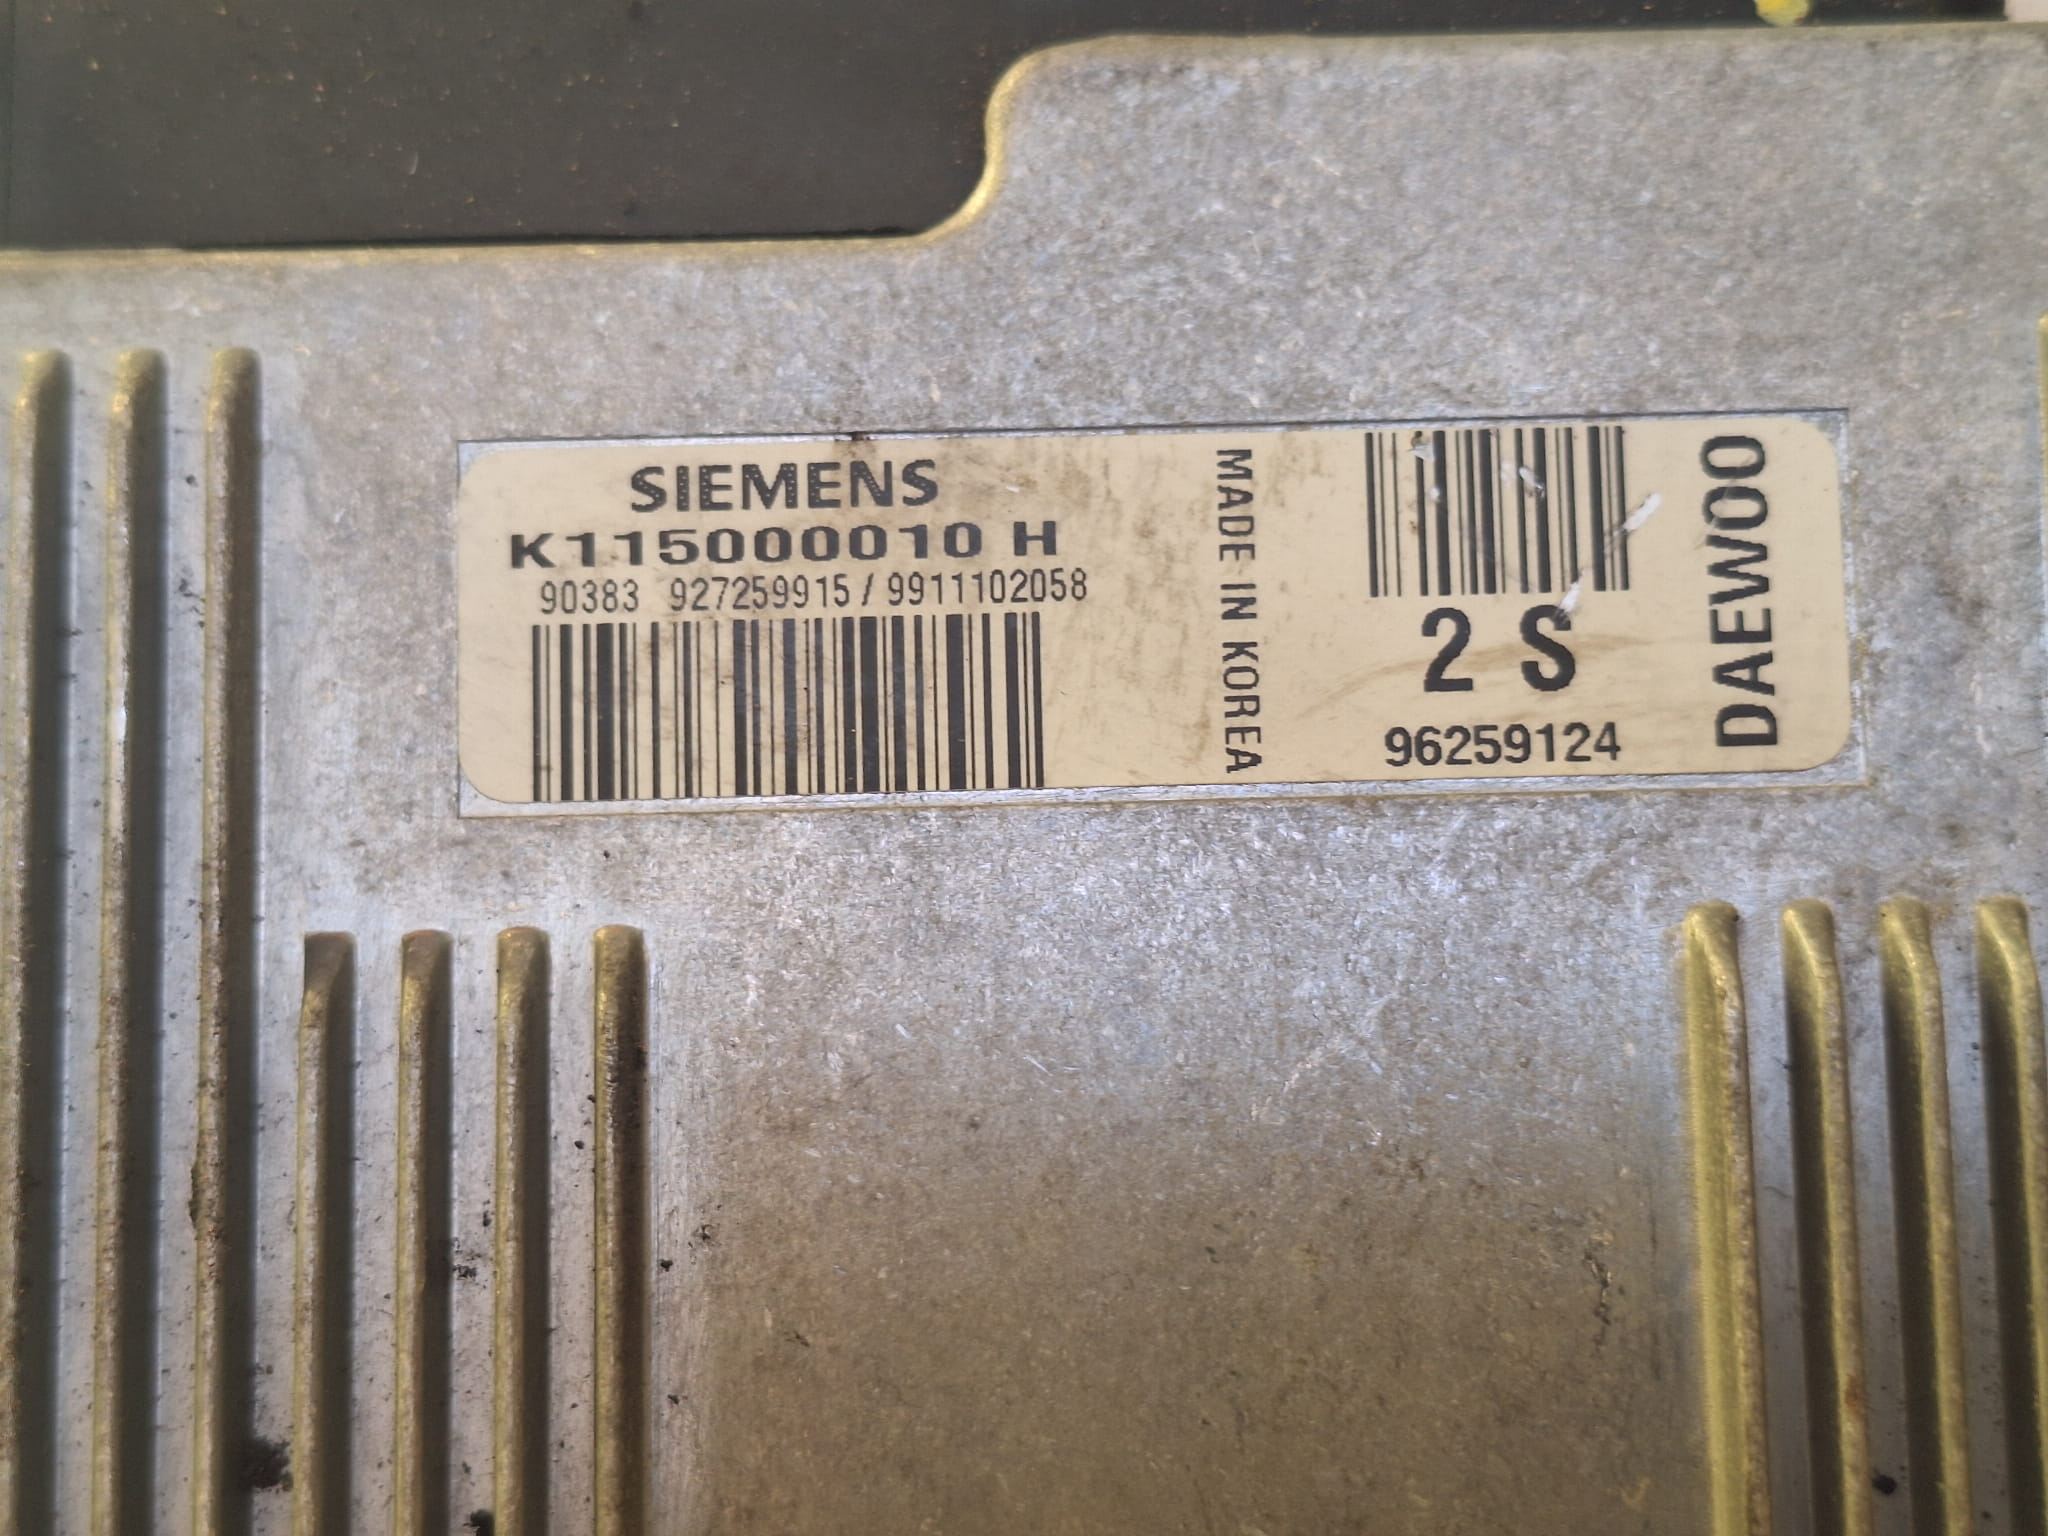 SIEMENS
K115000010 H
90383 927259915 / 9911102058
MADE IN KOREA
2 S
96259124
DAEWOO